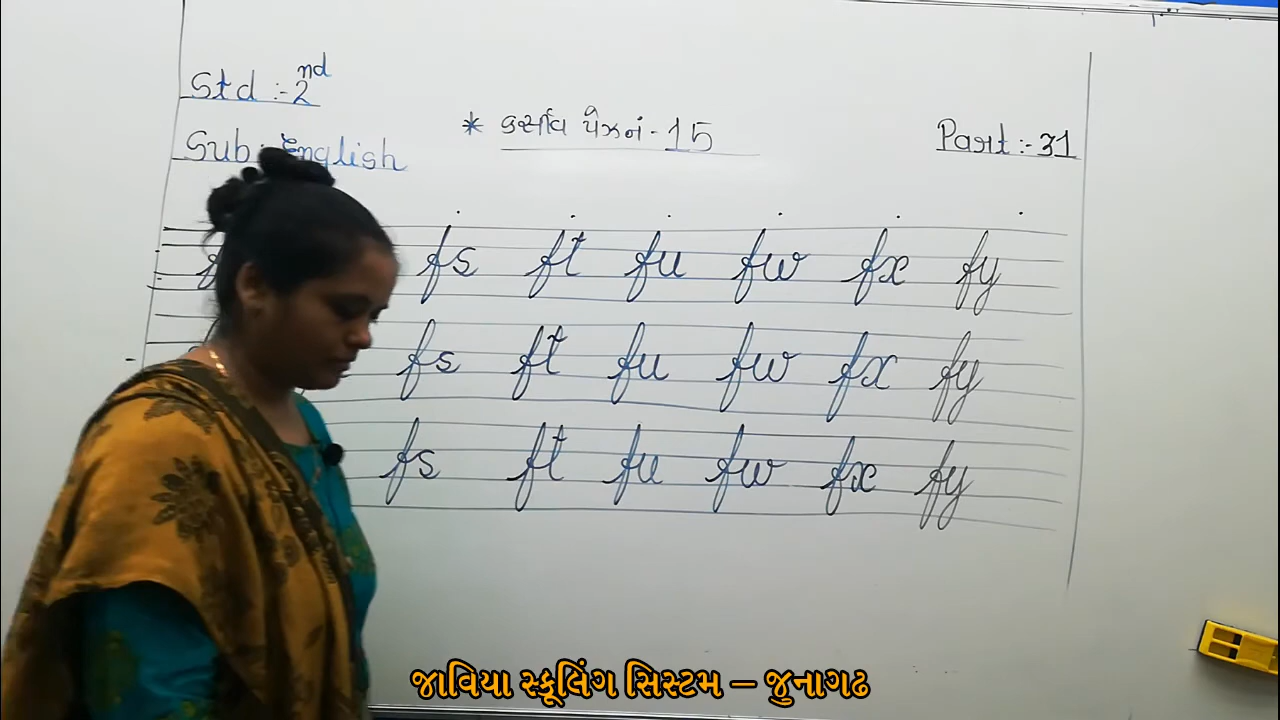 Std :- 2nd
Sub :- English
* કર્સીવ પેજનં - 15
Part :- 31
fs ft fu fw fx fy
fs ft fu fw fx fy
fs ft fu fw fx fy
જાવિયા સ્કૂલિંગ સિસ્ટમ – જુનાગઢ